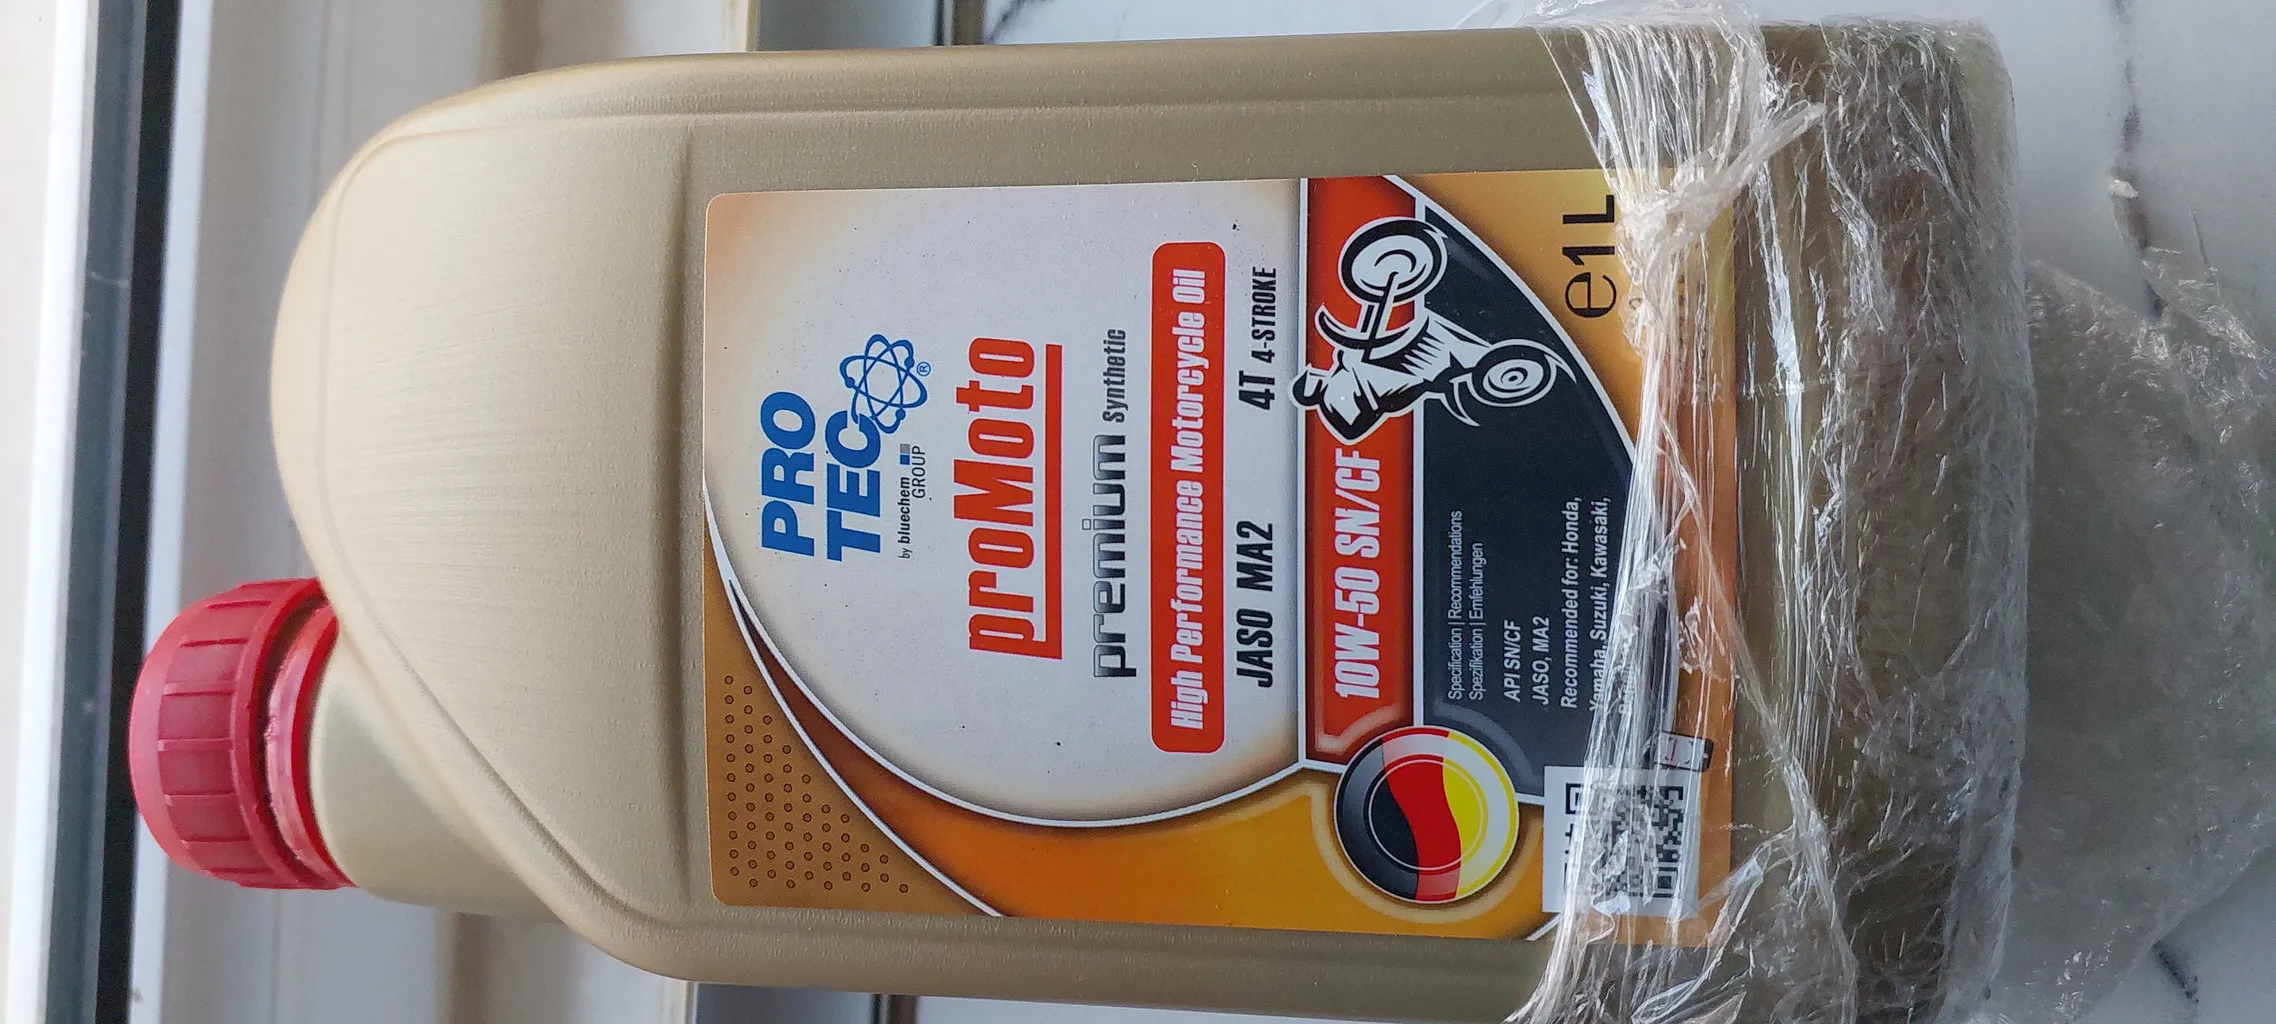 PRO
TEC®
by bluechem
GROUP
proMoto
premium Synthetic
High Performance Motorcycle Oil
JASO MA2 4T 4-STROKE
10W-50 SN/CF
Specification | Recommendations
Spezifikation | Emfehlungen
API SN/CF
JASO, MA2
Recommended for: Honda,
Yamaha, Suzuki, Kawasaki,
e1L